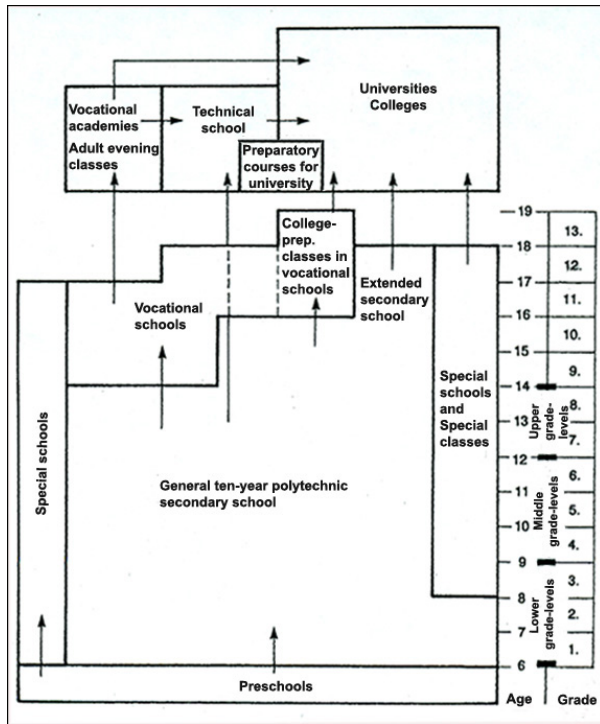 Universities
Colleges
Vocational
academies
Adult evening
classes
Technical
school
Preparatory
courses for
university
College-
prep.
classes in
vocational
schools
Extended
secondary
school
Vocational
schools
Special
schools
and
Special
classes
Special schools
General ten-year polytechnic
secondary school
Preschools
19
18
17
16
15
14
13
12
11
10
9
8
7
6
Age
Upper
grade-
levels
Middle
grade-levels
Lower
grade-levels
13.
12.
11.
10.
9.
8.
7.
6.
5.
4.
3.
2.
1.
Grade